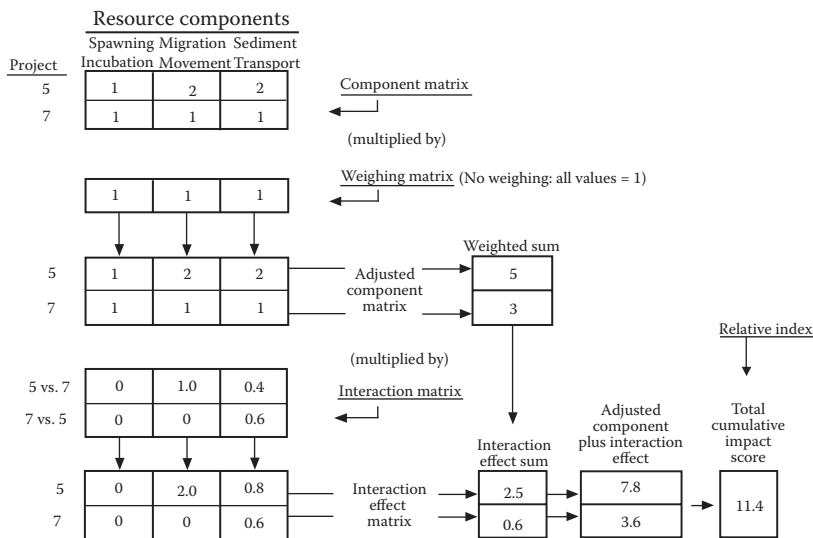 Resource components
Project
Spawning Incubation
Migration Movement
Sediment Transport
5 1 2 2
7 1 1 1
Component matrix
(multiplied by)
Weighing matrix (No weighing: all values = 1)
1 1 1
Weighted sum
5 1 2 2
7 1 1 1
Adjusted
component
matrix
5
3
Relative index
(multiplied by)
5 vs. 7 0 1.0 0.4
7 vs. 5 0 0 0.6
Interaction matrix
Interaction
effect sum
Adjusted
component
plus interaction
effect
Total
cumulative
impact
score
5 0 2.0 0.8
7 0 0 0.6
Interaction
effect
matrix
2.5
0.6
7.8
3.6
11.4